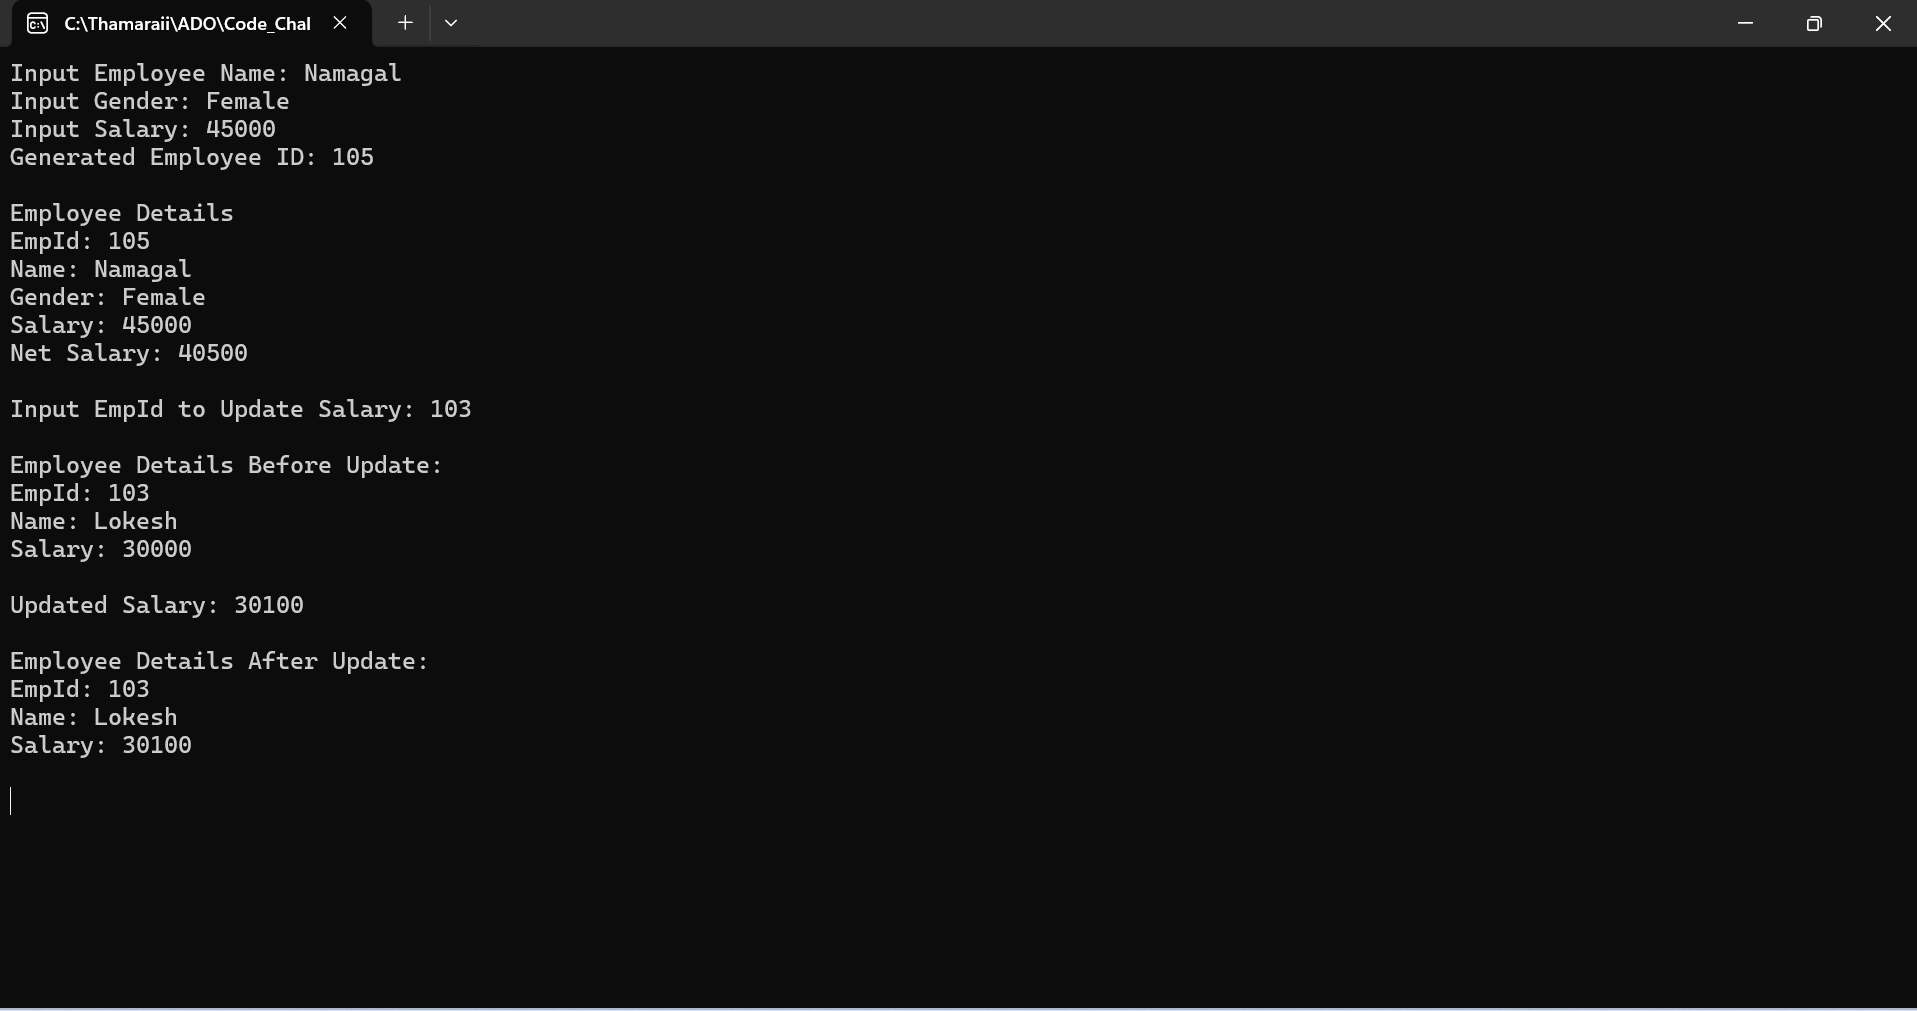 C:\Thamaraii\ADO\Code_Chal
Input Employee Name: Namagal
Input Gender: Female
Input Salary: 45000
Generated Employee ID: 105
Employee Details
EmpId: 105
Name: Namagal
Gender: Female
Salary: 45000
Net Salary: 40500
Input EmpId to Update Salary: 103
Employee Details Before Update:
EmpId: 103
Name: Lokesh
Salary: 30000
Updated Salary: 30100
Employee Details After Update:
EmpId: 103
Name: Lokesh
Salary: 30100